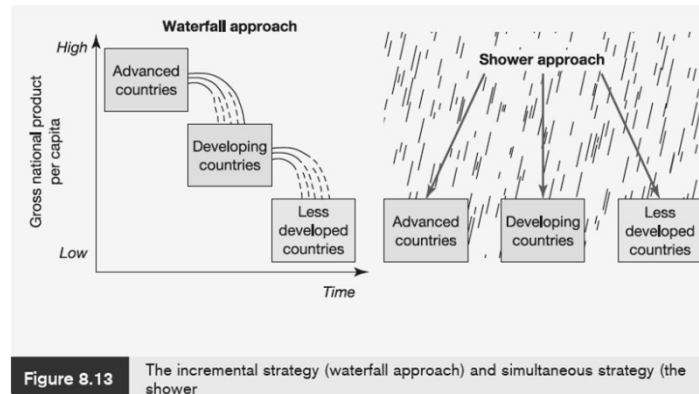 Waterfall approach
High
Gross national product
per capita
Low
Advanced
countries
Developing
countries
Less
developed
countries
Time
Shower approach
Advanced
countries
Developing
countries
Less
developed
countries
Figure 8.13
The incremental strategy (waterfall approach) and simultaneous strategy (the
shower